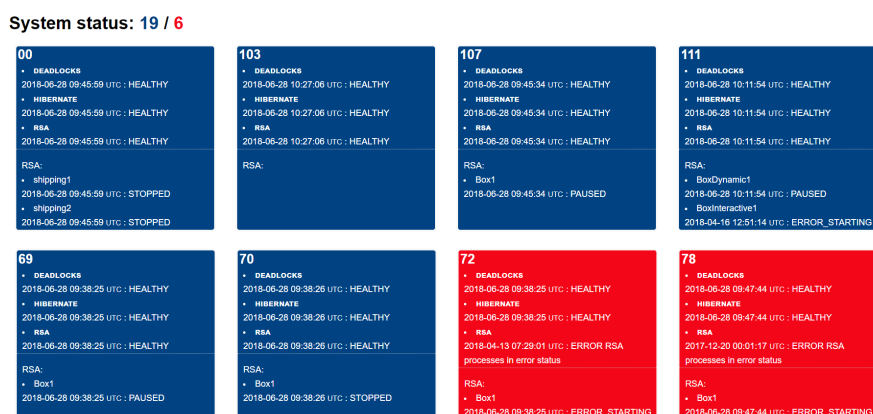 System status: 19 / 6
00
• DEADLOCKS
2018-06-28 09:45:59 UTC : HEALTHY
• HIBERNATE
2018-06-28 09:45:59 UTC : HEALTHY
• RSA
2018-06-28 09:45:59 UTC : HEALTHY
RSA:
• shipping1
2018-06-28 09:45:59 UTC : STOPPED
• shipping2
2018-06-28 09:45:59 UTC : STOPPED
103
• DEADLOCKS
2018-06-28 10:27:06 UTC : HEALTHY
• HIBERNATE
2018-06-28 10:27:06 UTC : HEALTHY
• RSA
2018-06-28 10:27:06 UTC : HEALTHY
RSA:
107
• DEADLOCKS
2018-06-28 09:45:34 UTC : HEALTHY
• HIBERNATE
2018-06-28 09:45:34 UTC : HEALTHY
• RSA
2018-06-28 09:45:34 UTC : HEALTHY
RSA:
• Box1
2018-06-28 09:45:34 UTC : PAUSED
111
• DEADLOCKS
2018-06-28 10:11:54 UTC : HEALTHY
• HIBERNATE
2018-06-28 10:11:54 UTC : HEALTHY
• RSA
2018-06-28 10:11:54 UTC : HEALTHY
RSA:
• BoxDynamic1
2018-06-28 10:11:54 UTC : PAUSED
• BoxInteractive1
2018-04-16 12:51:14 UTC : ERROR_STARTING
69
• DEADLOCKS
2018-06-28 09:38:25 UTC : HEALTHY
• HIBERNATE
2018-06-28 09:38:25 UTC : HEALTHY
• RSA
2018-06-28 09:38:25 UTC : HEALTHY
RSA:
• Box1
2018-06-28 09:38:25 UTC : PAUSED
70
• DEADLOCKS
2018-06-28 09:38:26 UTC : HEALTHY
• HIBERNATE
2018-06-28 09:38:26 UTC : HEALTHY
• RSA
2018-06-28 09:38:26 UTC : HEALTHY
RSA:
• Box1
2018-06-28 09:38:26 UTC : STOPPED
72
• DEADLOCKS
2018-06-28 09:38:25 UTC : HEALTHY
• HIBERNATE
2018-06-28 09:38:25 UTC : HEALTHY
• RSA
2018-04-13 07:29:01 UTC : ERROR RSA
processes in error status
RSA:
• Box1
2018-06-28 09:38:25 UTC : ERROR_STARTING
78
• DEADLOCKS
2018-06-28 09:47:44 UTC : HEALTHY
• HIBERNATE
2018-06-28 09:47:44 UTC : HEALTHY
• RSA
2017-12-20 00:01:17 UTC : ERROR RSA
processes in error status
RSA:
• Box1
2018-06-28 09:47:44 UTC : ERROR_STARTING